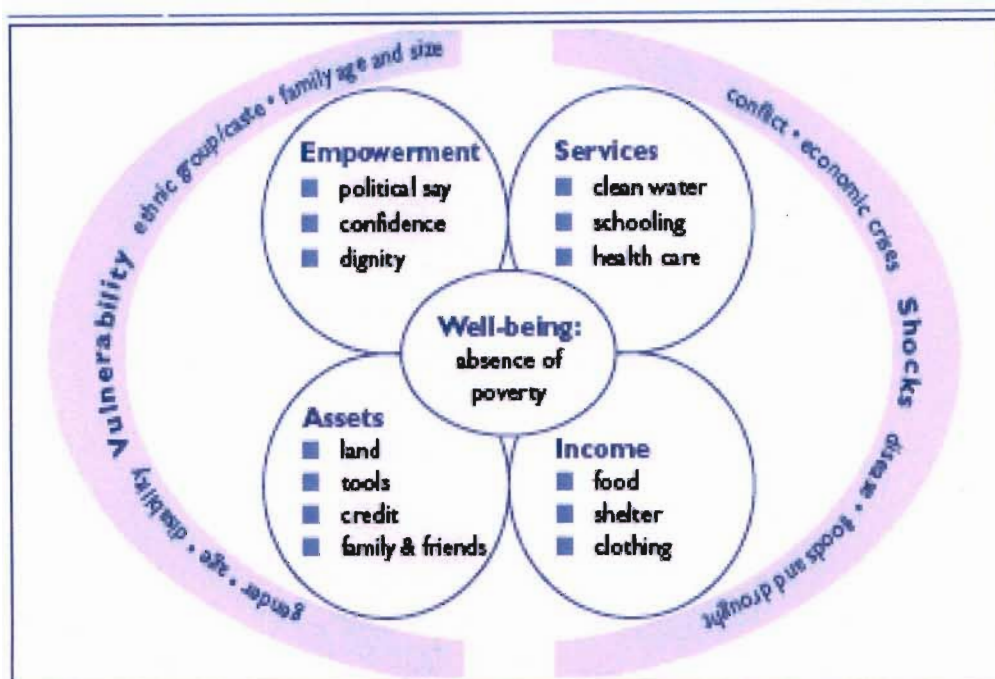 Vulnerability
ethnic group/caste • family age and size
gender • age • disability
Empowerment
political say
confidence
dignity
Services
clean water
schooling
health care
Well-being:
absence of
poverty
Assets
land
tools
credit
family & friends
Income
food
shelter
clothing
conflict • economic crises
Shocks
disease • floods and drought